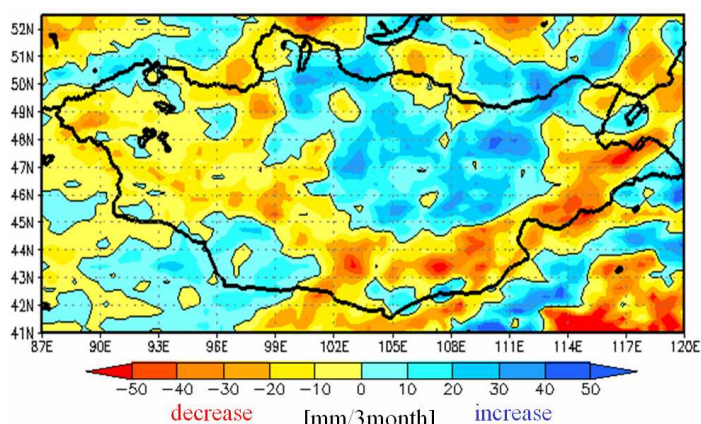 52N
51N
50N
49N
48N
47N
46N
45N
44N
43N
42N
41N
87E 90E 93E 96E 99E 102E 105E 108E 111E 114E 117E 120E
−50 −40 −30 −20 −10 0 10 20 30 40 50
decrease [mm/3month] increase